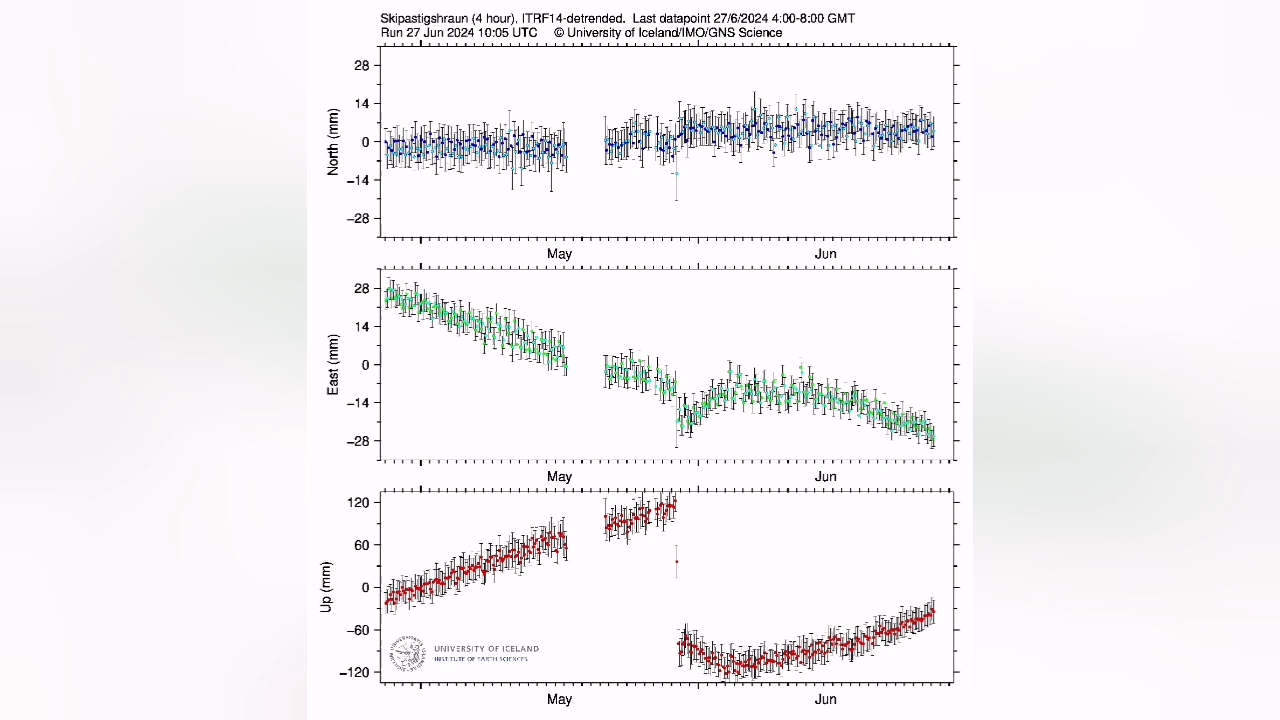 Skipastigshraun (4 hour), ITRF14-detrended. Last datapoint 27/6/2024 4:00-8:00 GMT
Run 27 Jun 2024 10:05 UTC © University of Iceland/IMO/GNS Science
28
14
0
−14
−28
North (mm)
May Jun
28
14
0
−14
−28
East (mm)
May Jun
120
60
0
−60
−120
Up (mm)
UNIVERSITY OF ICELAND
INSTITUTE OF EARTH SCIENCES
May Jun